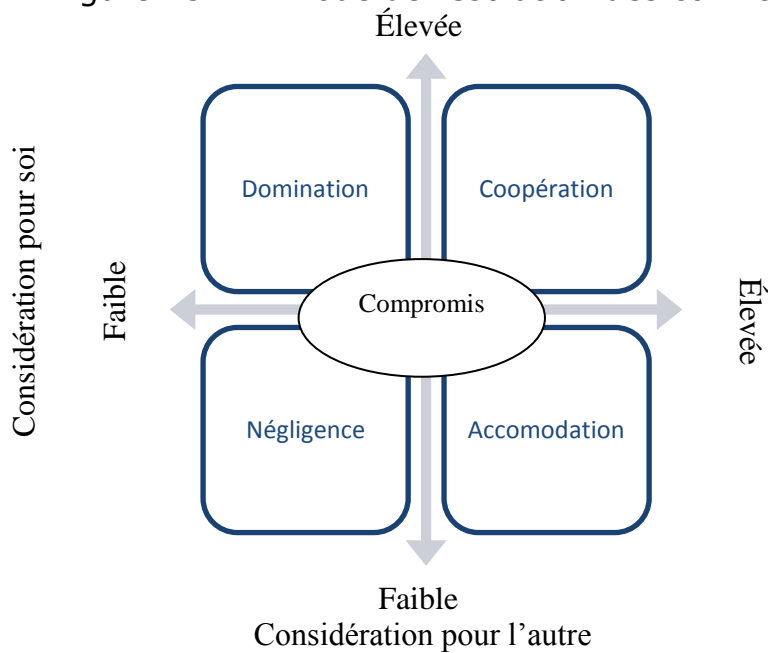 Élevée
Domination
Coopération
Considération pour soi
Faible
Compromis
Élevée
Négligence
Accomodation
Faible
Considération pour l’autre